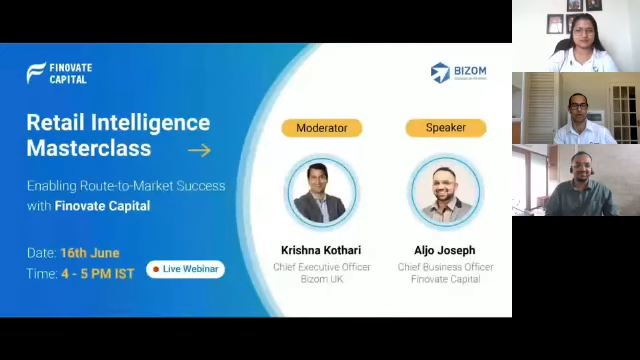 FINOVATE
CAPITAL
BIZOM
Retail Intelligence
Masterclass
Enabling Route-to-Market Success
with Finovate Capital
Date: 16th June
Time: 4 - 5 PM IST
Live Webinar
Moderator
Speaker
Krishna Kothari
Aljo Joseph
Chief Executive Officer
Bizom UK
Chief Business Officer
Finovate Capital